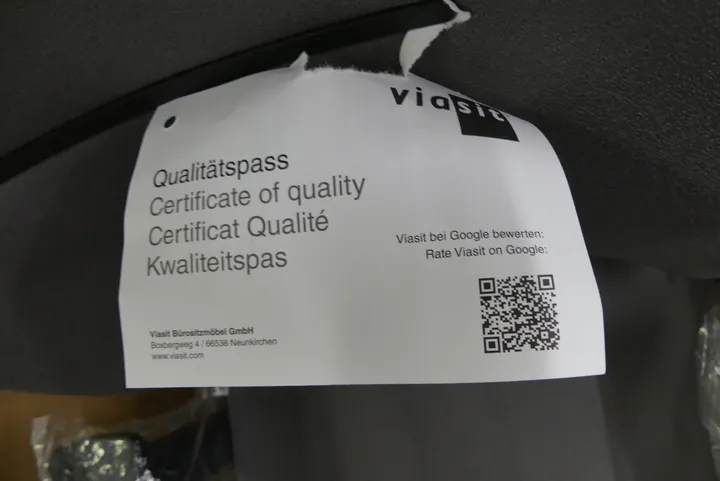 viasit
Qualitätspass
Certificate of quality
Certificat Qualité
Kwaliteitspas
Viasit bei Google bewerten:
Rate Viasit on Google:
Viasit Bürositzmöbel GmbH
Boxbergweg 4 / 66538 Neunkirchen
www.viasit.com